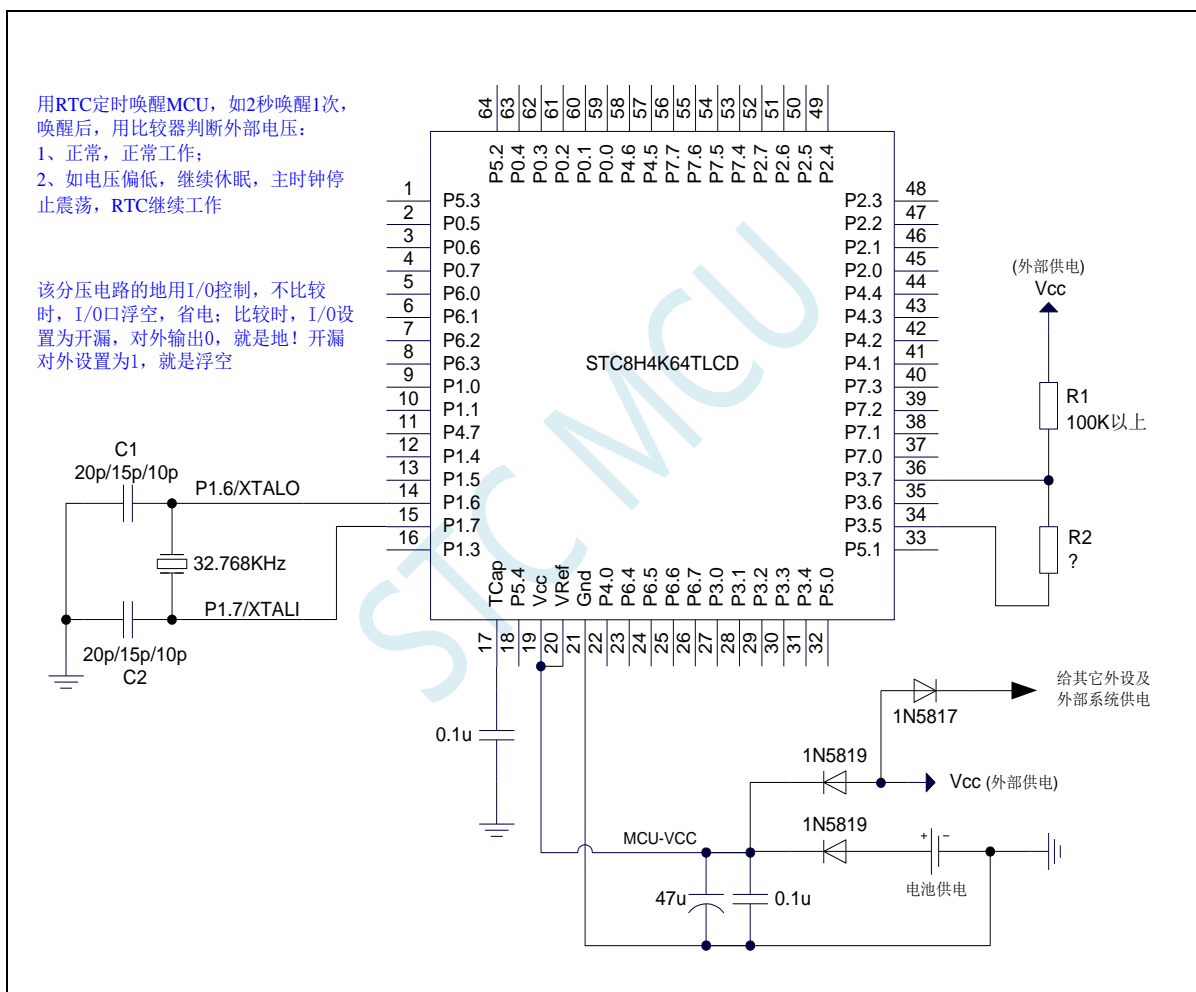 用RTC定时唤醒MCU，如2秒唤醒1次，
唤醒后，用比较器判断外部电压：
1、正常，正常工作；
2、如电压偏低，继续休眠，主时钟停
止震荡，RTC继续工作
该分压电路的地用I/O控制，不比较
时，I/O口浮空，省电；比较时，I/O设
置为开漏，对外输出0，就是地！开漏
对外设置为1，就是浮空
64 63 62 61 60 59 58 57 56 55 54 53 52 51 50 49
P5.2 P0.4 P0.3 P0.2 P0.1 P0.0 P4.6 P4.5 P7.7 P7.6 P7.5 P7.4 P2.7 P2.6 P2.5 P2.4
1 P5.3
2 P0.5
3 P0.6
4 P0.7
5 P6.0
6 P6.1
7 P6.2
8 P6.3
9 P1.0
10 P1.1
11 P4.7
12 P1.4
13 P1.5
14 P1.6
15 P1.7
16 P1.3
STC8H4K64TLCD
STC MCU
P2.3 48
P2.2 47
P2.1 46
P2.0 45
P4.4 44
P4.3 43
P4.2 42
P4.1 41
P7.3 40
P7.2 39
P7.1 38
P7.0 37
P3.7 36
P3.6 35
P3.5 34
P5.1 33
TCap P5.4 Vcc VRef Gnd P4.0 P6.4 P6.5 P6.6 P6.7 P3.0 P3.1 P3.2 P3.3 P3.4 P5.0
17 18 19 20 21 22 23 24 25 26 27 28 29 30 31 32
(外部供电)
Vcc
R1
100K以上
R2
?
C1
20p/15p/10p
P1.6/XTALO
32.768KHz
P1.7/XTALI
20p/15p/10p
C2
0.1u
给其它外设及
外部系统供电
1N5817
1N5819
Vcc (外部供电)
1N5819
MCU-VCC
+ −
电池供电
47u
0.1u